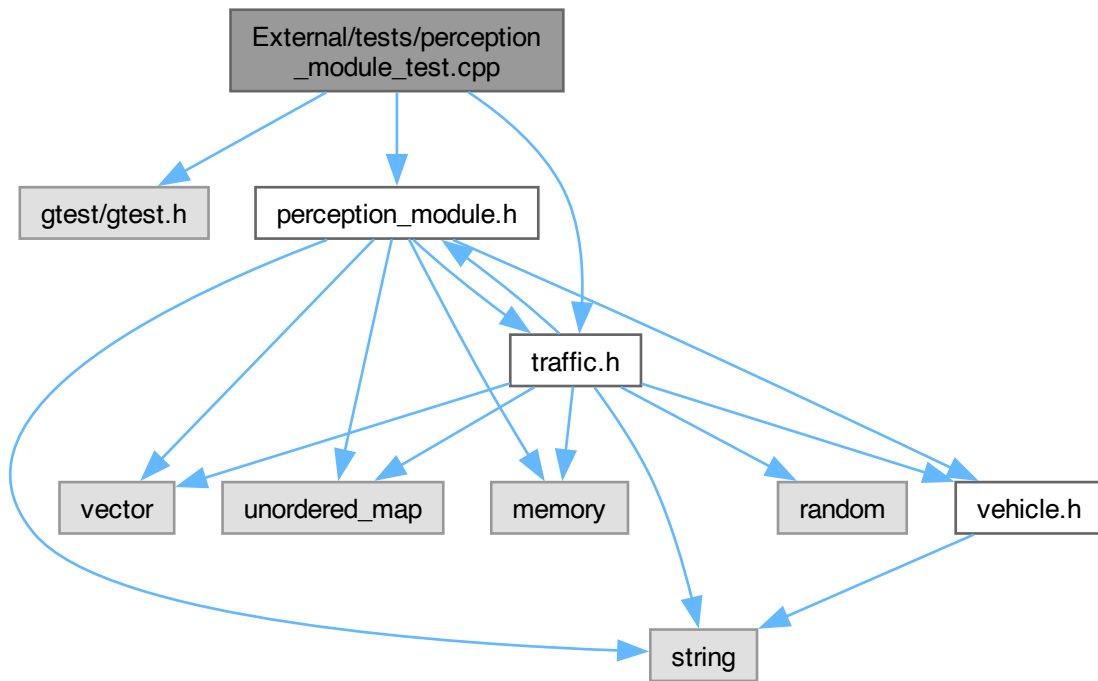 External/tests/perception
_module_test.cpp
gtest/gtest.h
perception_module.h
traffic.h
vector
unordered_map
memory
random
vehicle.h
string